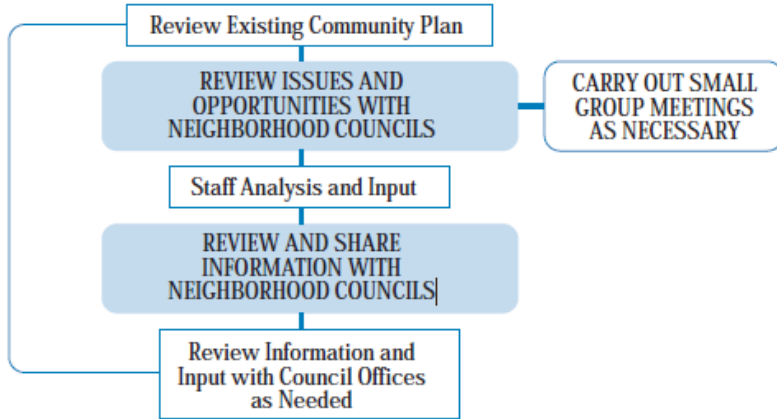 Review Existing Community Plan
REVIEW ISSUES AND
OPPORTUNITIES WITH
NEIGHBORHOOD COUNCILS
CARRY OUT SMALL
GROUP MEETINGS
AS NECESSARY
Staff Analysis and Input
REVIEW AND SHARE
INFORMATION WITH
NEIGHBORHOOD COUNCILS
Review Information and
Input with Council Offices
as Needed